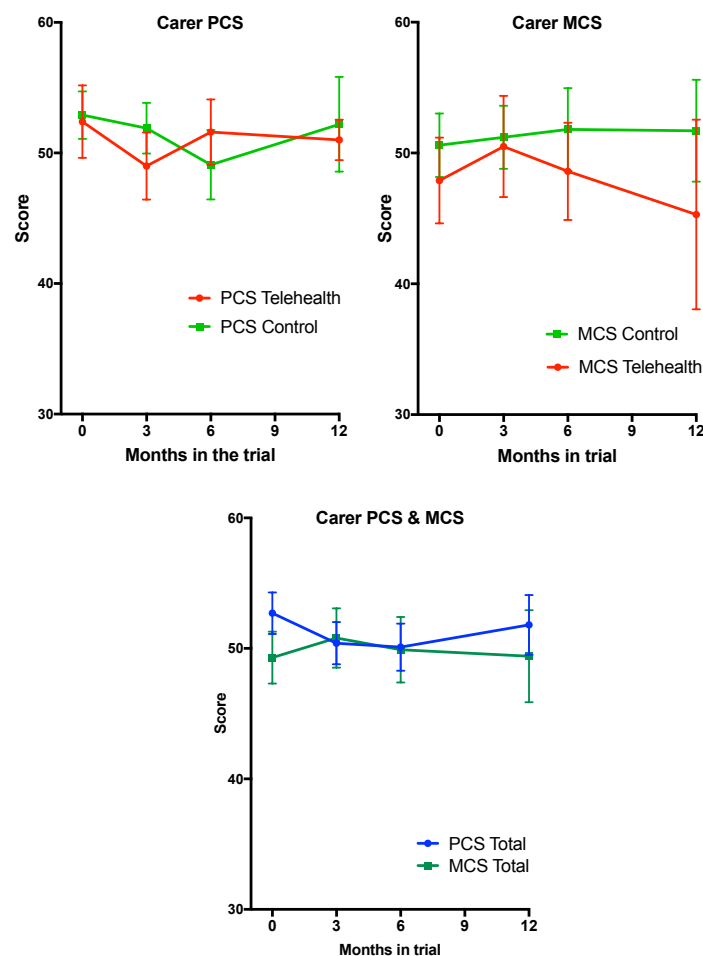 Carer PCS
60
50
40
30
Score
PCS Telehealth
PCS Control
0 3 6 9 12
Months in the trial
Carer MCS
60
50
40
30
Score
MCS Control
MCS Telehealth
0 3 6 9 12
Months in trial
Carer PCS & MCS
60
50
40
30
Score
PCS Total
MCS Total
0 3 6 9 12
Months in trial